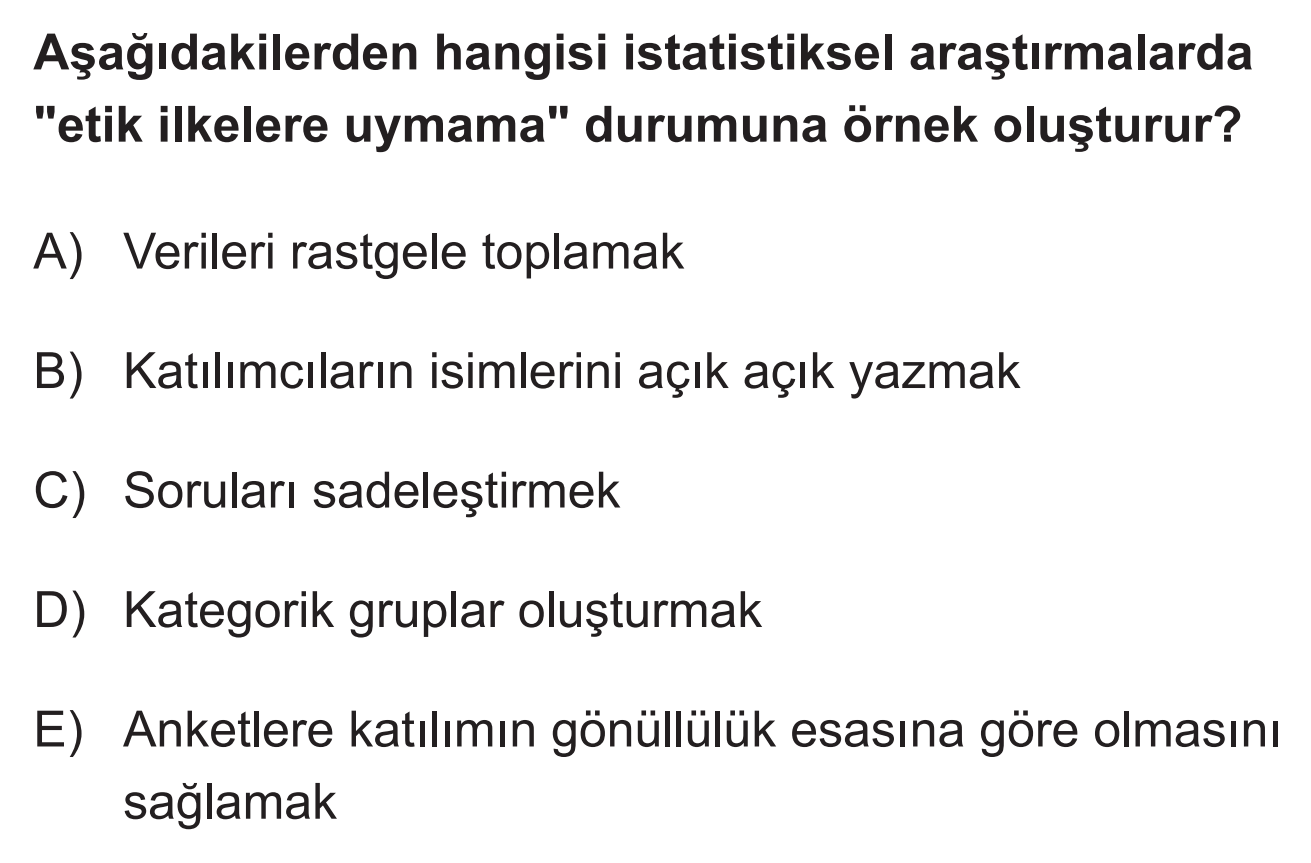 Aşağıdakilerden hangisi istatistiksel araştırmalarda
"etik ilkelere uymama" durumuna örnek oluşturur?
A) Verileri rastgele toplamak
B) Katılımcıların isimlerini açık açık yazmak
C) Soruları sadeleştirmek
D) Kategorik gruplar oluşturmak
E) Anketlere katılımın gönüllülük esasına göre olmasını
sağlamak